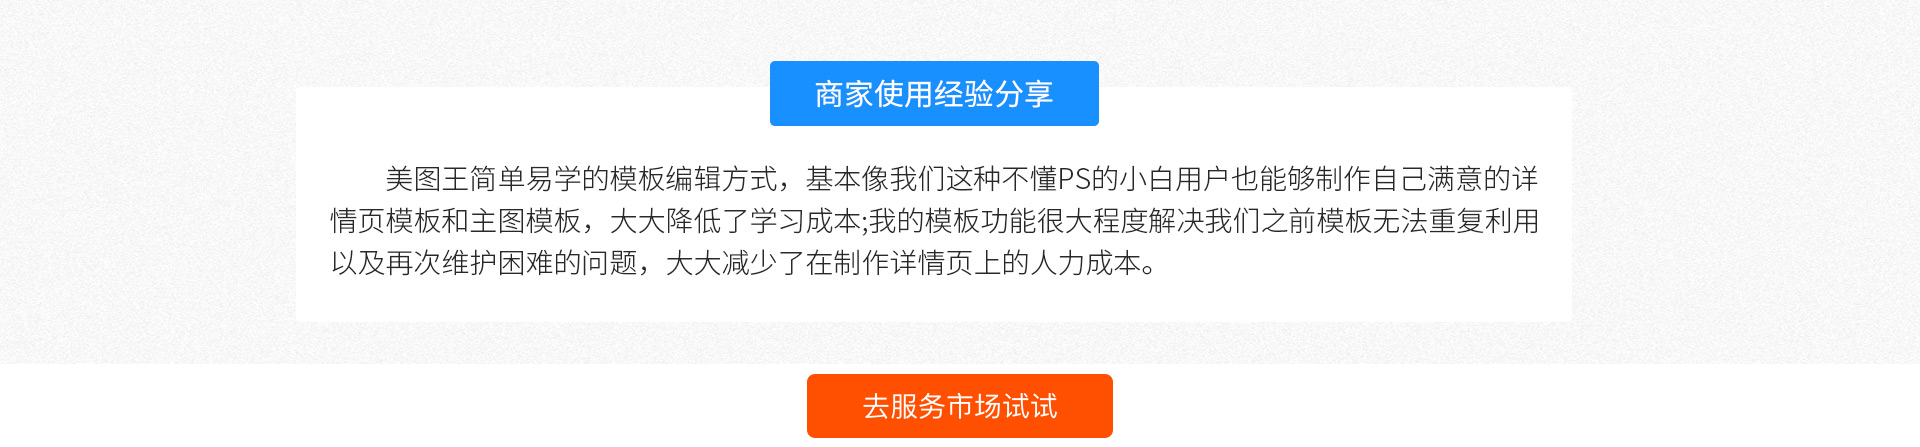 商家使用经验分享
美图王简单易学的模板编辑方式，基本像我们这种不懂PS的小白用户也能够制作自己满意的详
情页模板和主图模板，大大降低了学习成本;我的模板功能很大程度解决我们之前模板无法重复利用
以及再次维护困难的问题，大大减少了在制作详情页上的人力成本。
去服务市场试试